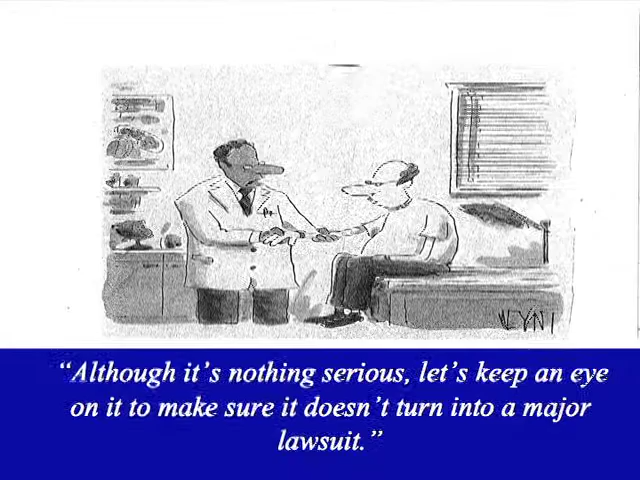 “Although it’s nothing serious, let’s keep an eye
on it to make sure it doesn’t turn into a major
lawsuit.”